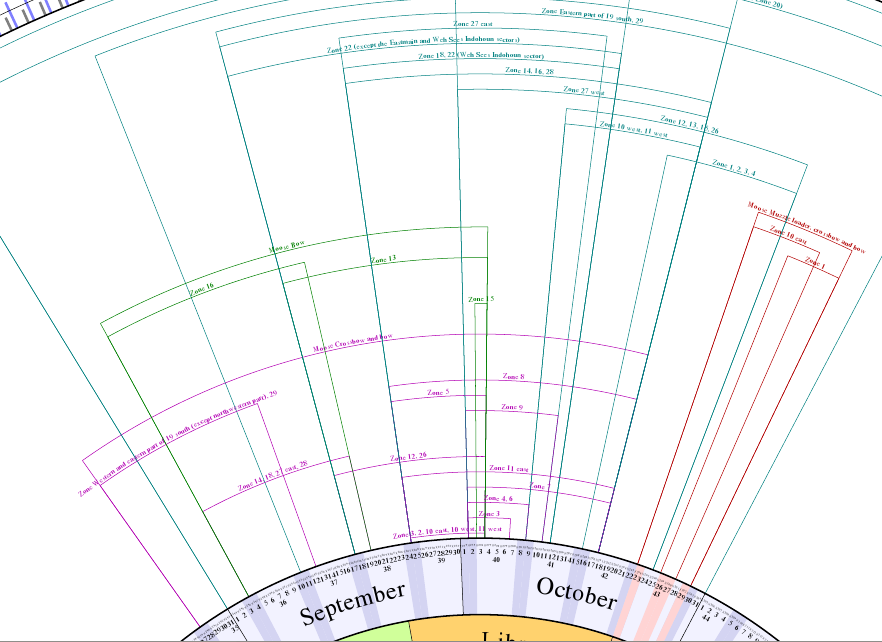 Zone 20)
Zone Eastern part of 19 south, 29
Zone 27 east
Zone 22 (except the Eastmain and Weh Sees Indohoun sectors)
Zone 18, 22 (Weh Sees Indohoun sector)
Zone 14, 16, 28
Zone 27 west
Zone 12, 13, 15, 26
Zone 10 west, 11 west
Zone 1, 2, 3, 4
Moose Muzzle loader, crossbow and bow
Zone 10 east
Zone 1
Moose Bow
Zone 13
Zone 16
Zone 15
Moose Crossbow and bow
Zone 8
Zone 5
Zone 9
Zone Western and eastern part of 19 south (except northwestern part), 29
Zone 12, 26
Zone 14, 18, 27 east, 28
Zone 11 east
Zone
Zone 4, 6
Zone 3
Zone 1, 2, 10 east, 10 west, 11 west
27 28 29 30 31 1 2 3 4 5 6 7 8 9 10 11 12 13 14 15 16 17 18 19 20 21 22 23 24 25 26 27 28 29 30 1 2 3 4 5 6 7 8 9 10 11 12 13 14 15 16 17 18 19 20 21 22 23 24 25 26 27 28 29 30 31 1 2 3 4 5 6 7 8
35 36 37 38 39 40 41 42 43 44
September
October